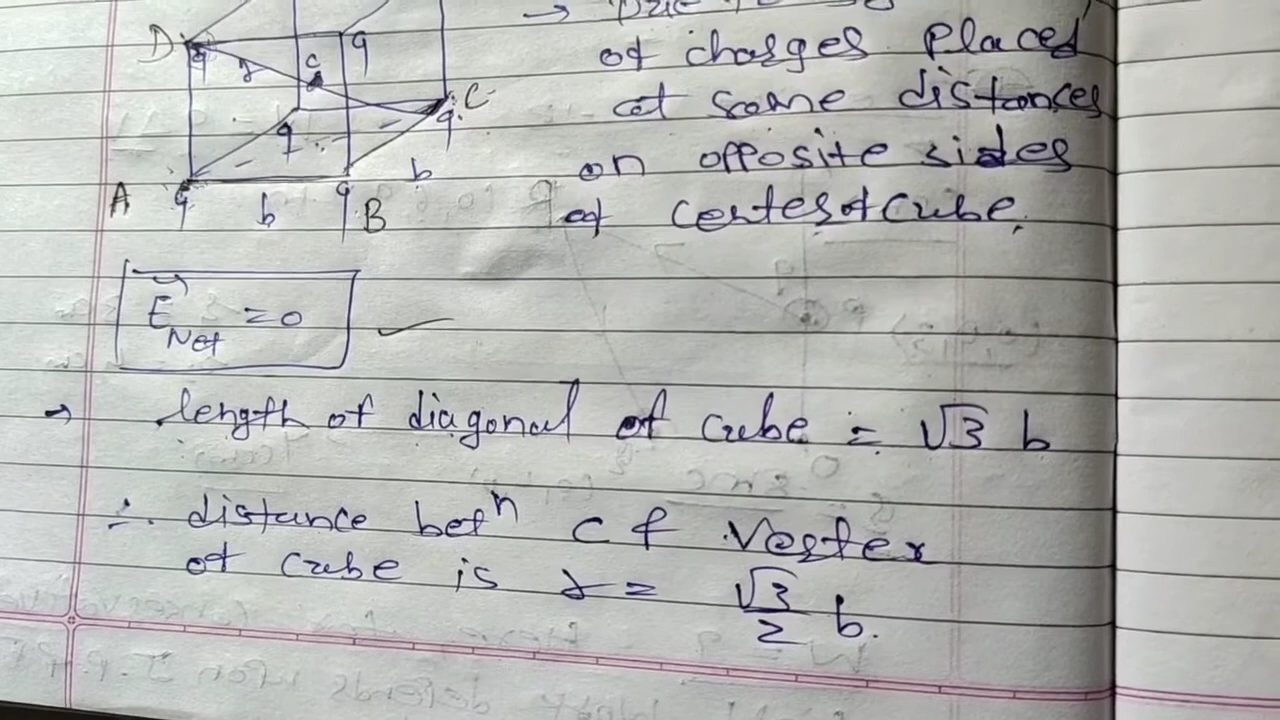 of charges Placed
at same distances
on opposite sides
of center of cube.
D
q
r
c
q
C
q
q
A
q
b
q
B
b
E Net = 0
→ length of diagonal of cube = √3 b
∴ distance betⁿ C & Vertex
of cube is r = √3/2 b.